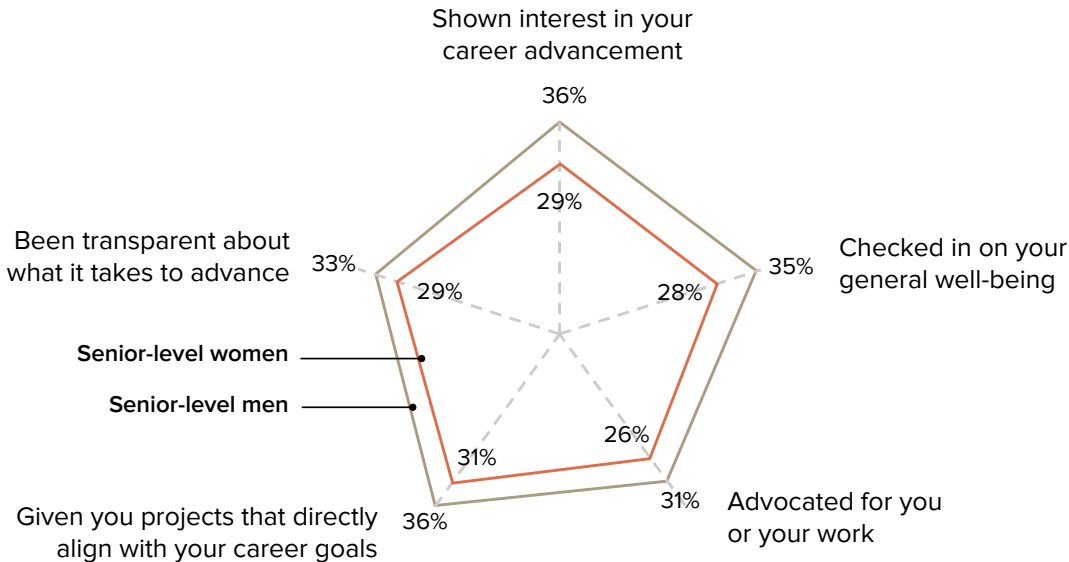 Shown interest in your
career advancement
36%
29%
Checked in on your
general well-being
35%
28%
Been transparent about
what it takes to advance
33%
29%
Senior-level women
Senior-level men
26%
31%
Advocated for you
or your work
31%
36%
Given you projects that directly
align with your career goals